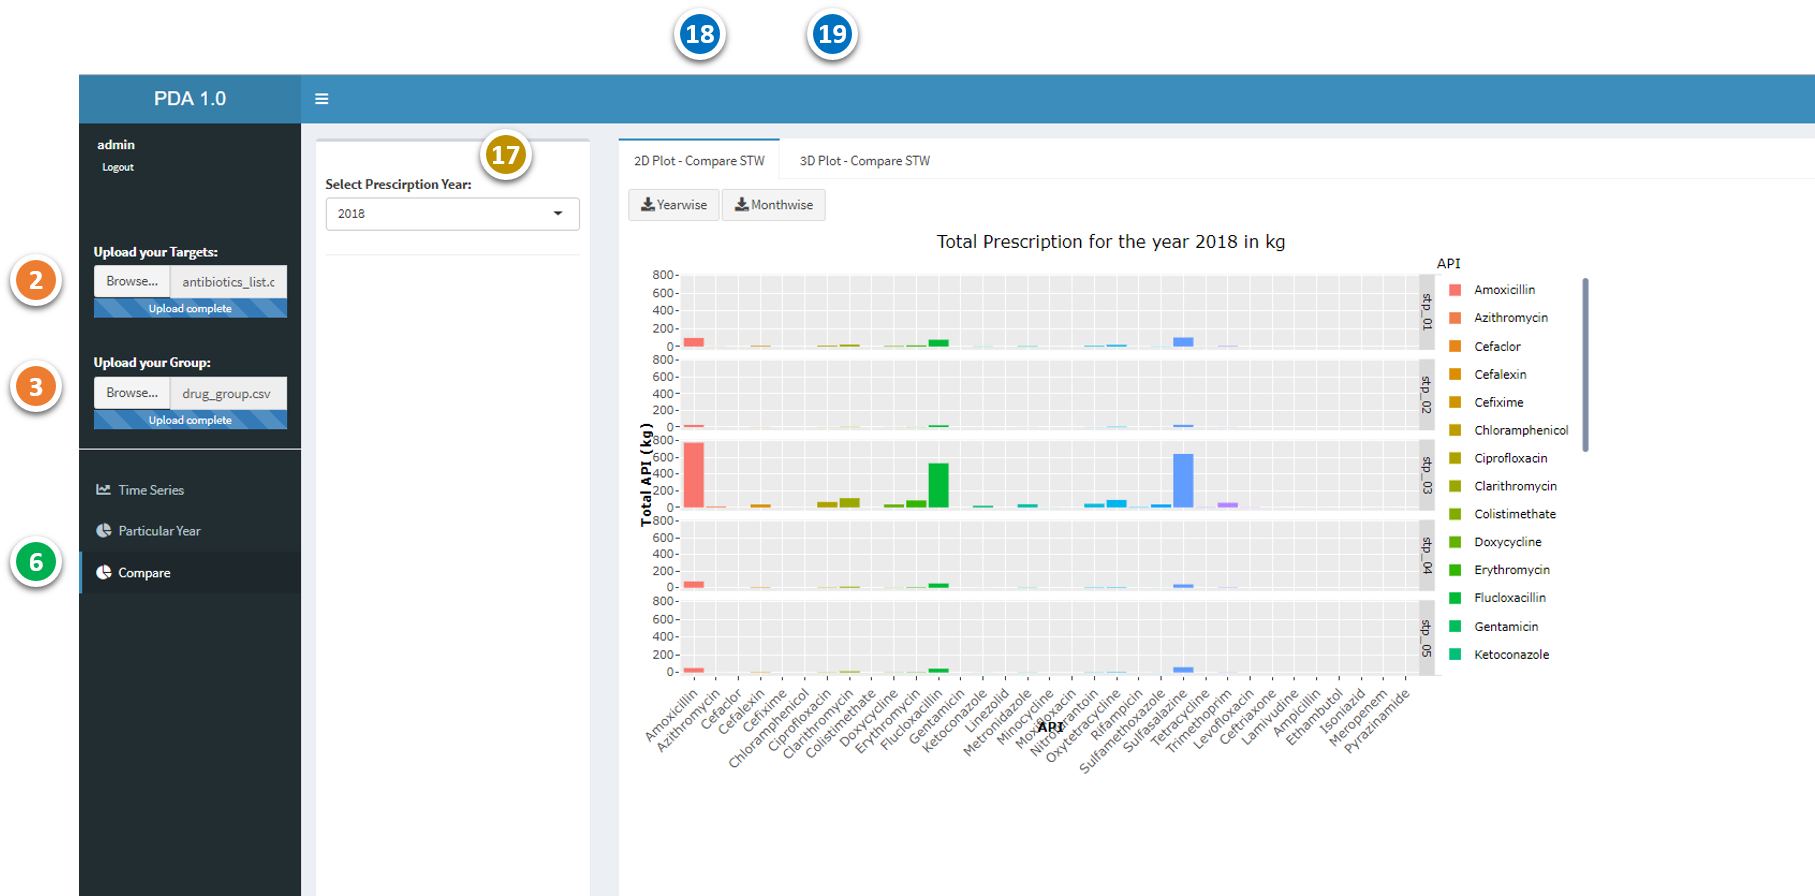 18
19
PDA 1.0
admin
Logout
17
2D Plot - Compare STW
3D Plot - Compare STW
Select Prescirption Year:
2018
Yearwise
Monthwise
2
Upload your Targets:
Browse...
antibiotics_list.c
Upload complete
3
Upload your Group:
Browse...
drug_group.csv
Upload complete
Time Series
Particular Year
6
Compare
Total Prescription for the year 2018 in kg
Total API (kg)
800
600
400
200
0
stp_01
800
600
400
200
0
stp_02
800
600
400
200
0
stp_03
800
600
400
200
0
stp_04
800
600
400
200
0
stp_05
Amoxicillin
Azithromycin
Cefaclor
Cefalexin
Cefixime
Chloramphenicol
Ciprofloxacin
Clarithromycin
Colistimethate
Doxycycline
Erythromycin
Flucloxacillin
Gentamicin
Ketoconazole
Linezolid
Metronidazole
Minocycline
Moxifloxacin
Nitrofurantoin
Oxytetracycline
Rifampicin
Sulfamethoxazole
Sulfasalazine
Tetracycline
Trimethoprim
Levofloxacin
Ceftriaxone
Lamivudine
Ampicillin
Ethambutol
Isoniazid
Meropenem
Pyrazinamide
API
API
Amoxicillin
Azithromycin
Cefaclor
Cefalexin
Cefixime
Chloramphenicol
Ciprofloxacin
Clarithromycin
Colistimethate
Doxycycline
Erythromycin
Flucloxacillin
Gentamicin
Ketoconazole